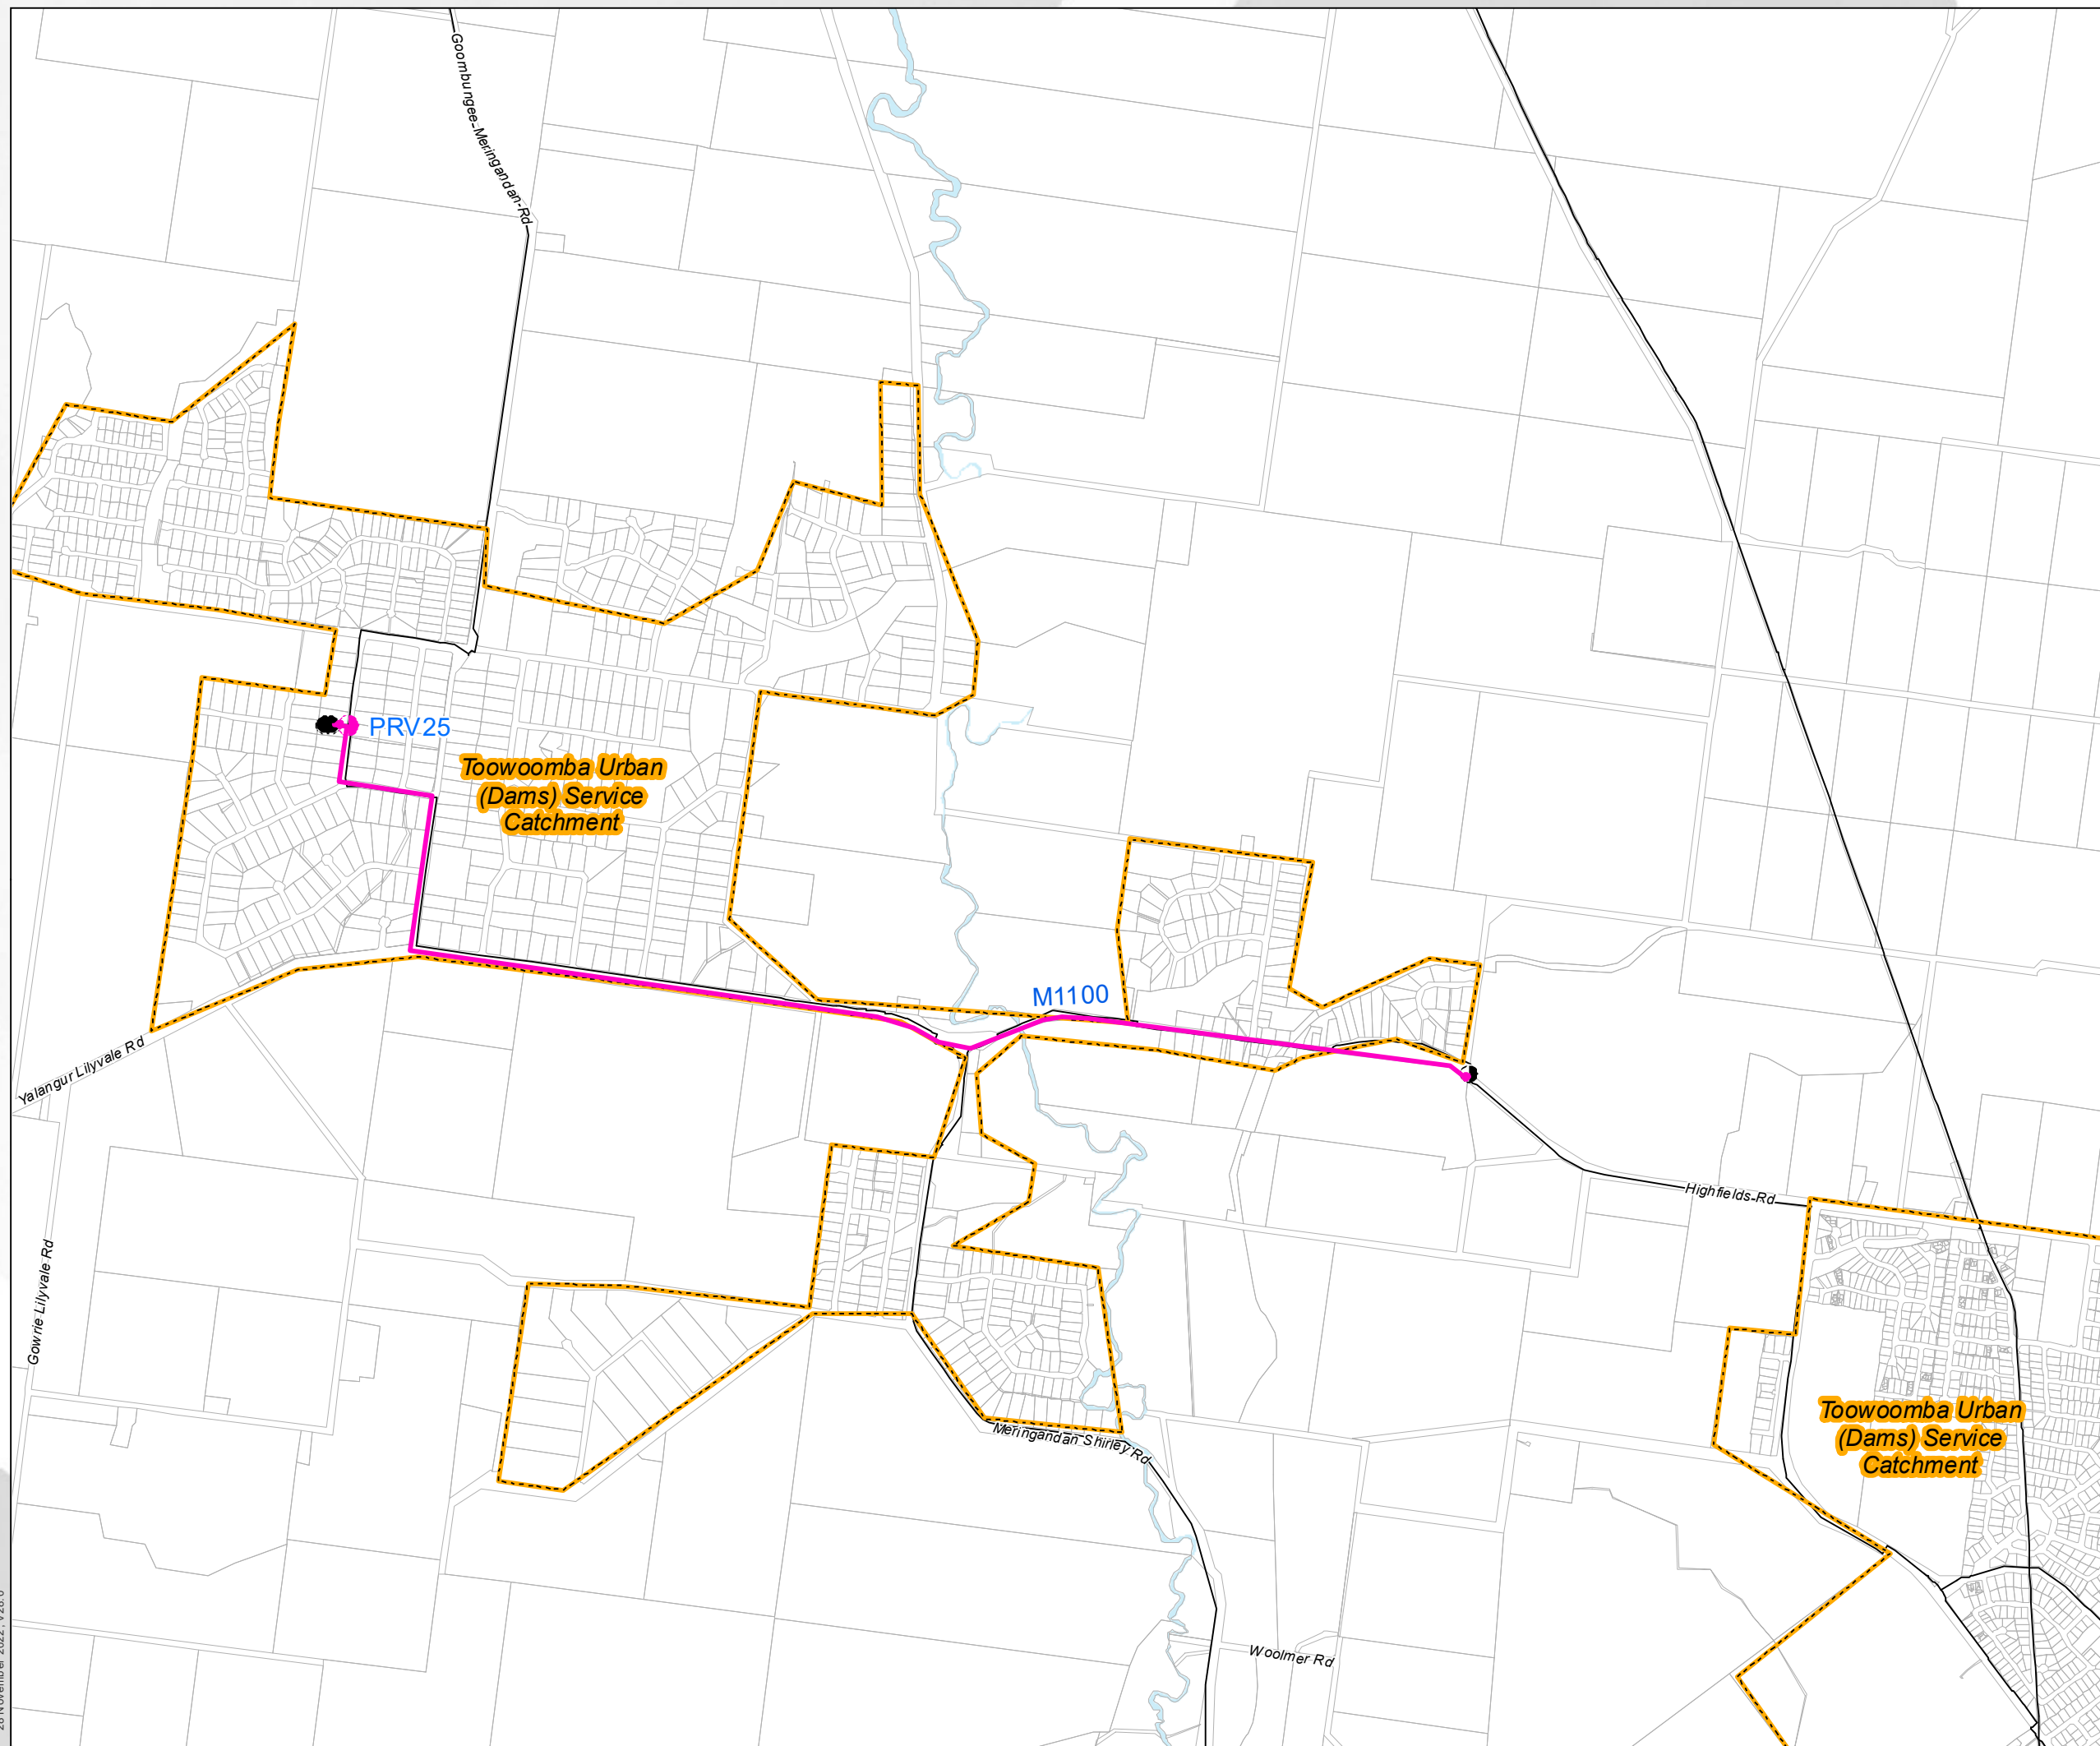 Goombungee-Meringandan-Rd
PRV25
Toowoomba Urban
(Dams) Service
Catchment
M1100
Yalangur Lilyvale Rd
Highfields-Rd
Gowrie Lilyvale Rd
Toowoomba Urban
(Dams) Service
Catchment
Meringandan Shirley Rd
Woolmer Rd